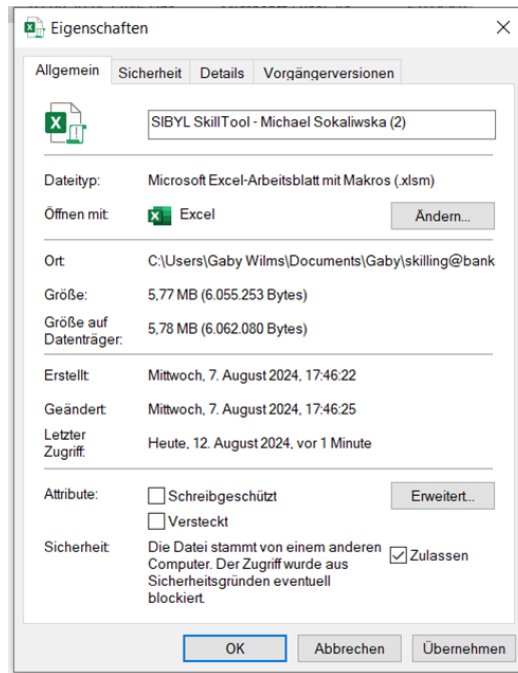 Eigenschaften
Allgemein
Sicherheit
Details
Vorgängerversionen
SIBYL SkillTool - Michael Sokaliwska (2)
Dateityp: Microsoft Excel-Arbeitsblatt mit Makros (.xlsm)
Öffnen mit: Excel Ändern...
Ort: C:\Users\Gaby Wilms\Documents\Gaby\skilling@bank
Größe: 5,77 MB (6.055.253 Bytes)
Größe auf
Datenträger: 5,78 MB (6.062.080 Bytes)
Erstellt: Mittwoch, 7. August 2024, 17:46:22
Geändert: Mittwoch, 7. August 2024, 17:46:25
Letzter
Zugriff: Heute, 12. August 2024, vor 1 Minute
Attribute: Schreibgeschützt Erweitert...
Versteckt
Sicherheit: Die Datei stammt von einem anderen
Computer. Der Zugriff wurde aus
Sicherheitsgründen eventuell
blockiert.
Zulassen
OK
Abbrechen
Übernehmen